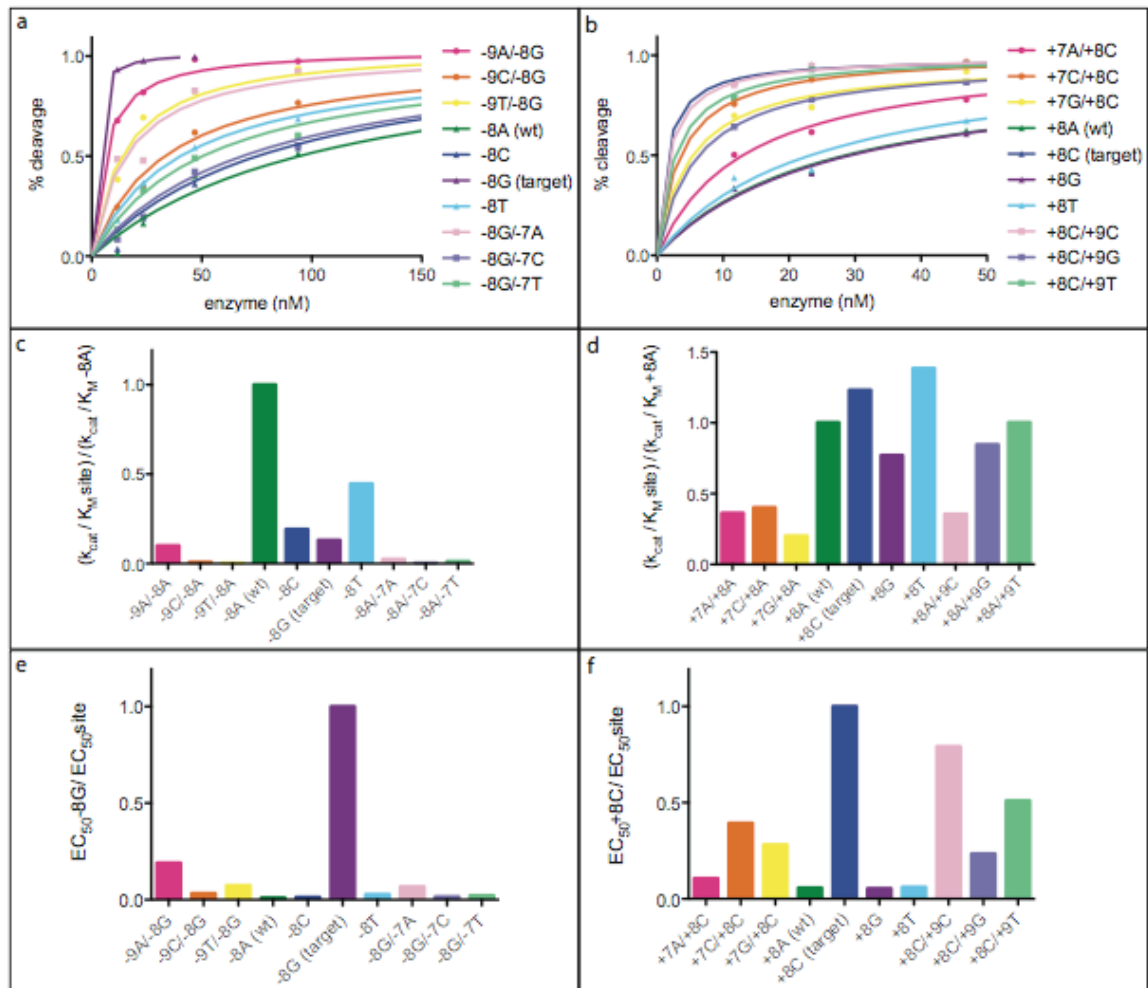 a
% cleavage
1.0
0.5
0.0
0 50 100 150
enzyme (nM)
-9A/-8G
-9C/-8G
-9T/-8G
-8A (wt)
-8C
-8G (target)
-8T
-8G/-7A
-8G/-7C
-8G/-7T
b
% cleavage
1.0
0.5
0.0
0 10 20 30 40 50
enzyme (nM)
+7A/+8C
+7C/+8C
+7G/+8C
+8A (wt)
+8C (target)
+8G
+8T
+8C/+9C
+8C/+9G
+8C/+9T
c
(kcat / KM site) / (kcat / KM -8A)
1.0
0.5
0.0
-9A/-8A
-9C/-8A
-9T/-8A
-8A (wt)
-8C
-8G (target)
-8T
-8A/-7A
-8A/-7C
-8A/-7T
d
(kcat / KM site) / (kcat / KM +8A)
1.5
1.0
0.5
0.0
+7A/+8A
+7C/+8A
+7G/+8A
+8A (wt)
+8C (target)
+8G
+8T
+8A/+9C
+8A/+9G
+8A/+9T
e
EC50-8G/ EC50site
1.0
0.5
0.0
-9A/-8G
-9C/-8G
-9T/-8G
-8A (wt)
-8C
-8G (target)
-8T
-8G/-7A
-8G/-7C
-8G/-7T
f
EC50+8C/ EC50site
1.0
0.5
0.0
+7A/+8C
+7C/+8C
+7G/+8C
+8A (wt)
+8C (target)
+8G
+8T
+8C/+9C
+8C/+9G
+8C/+9T